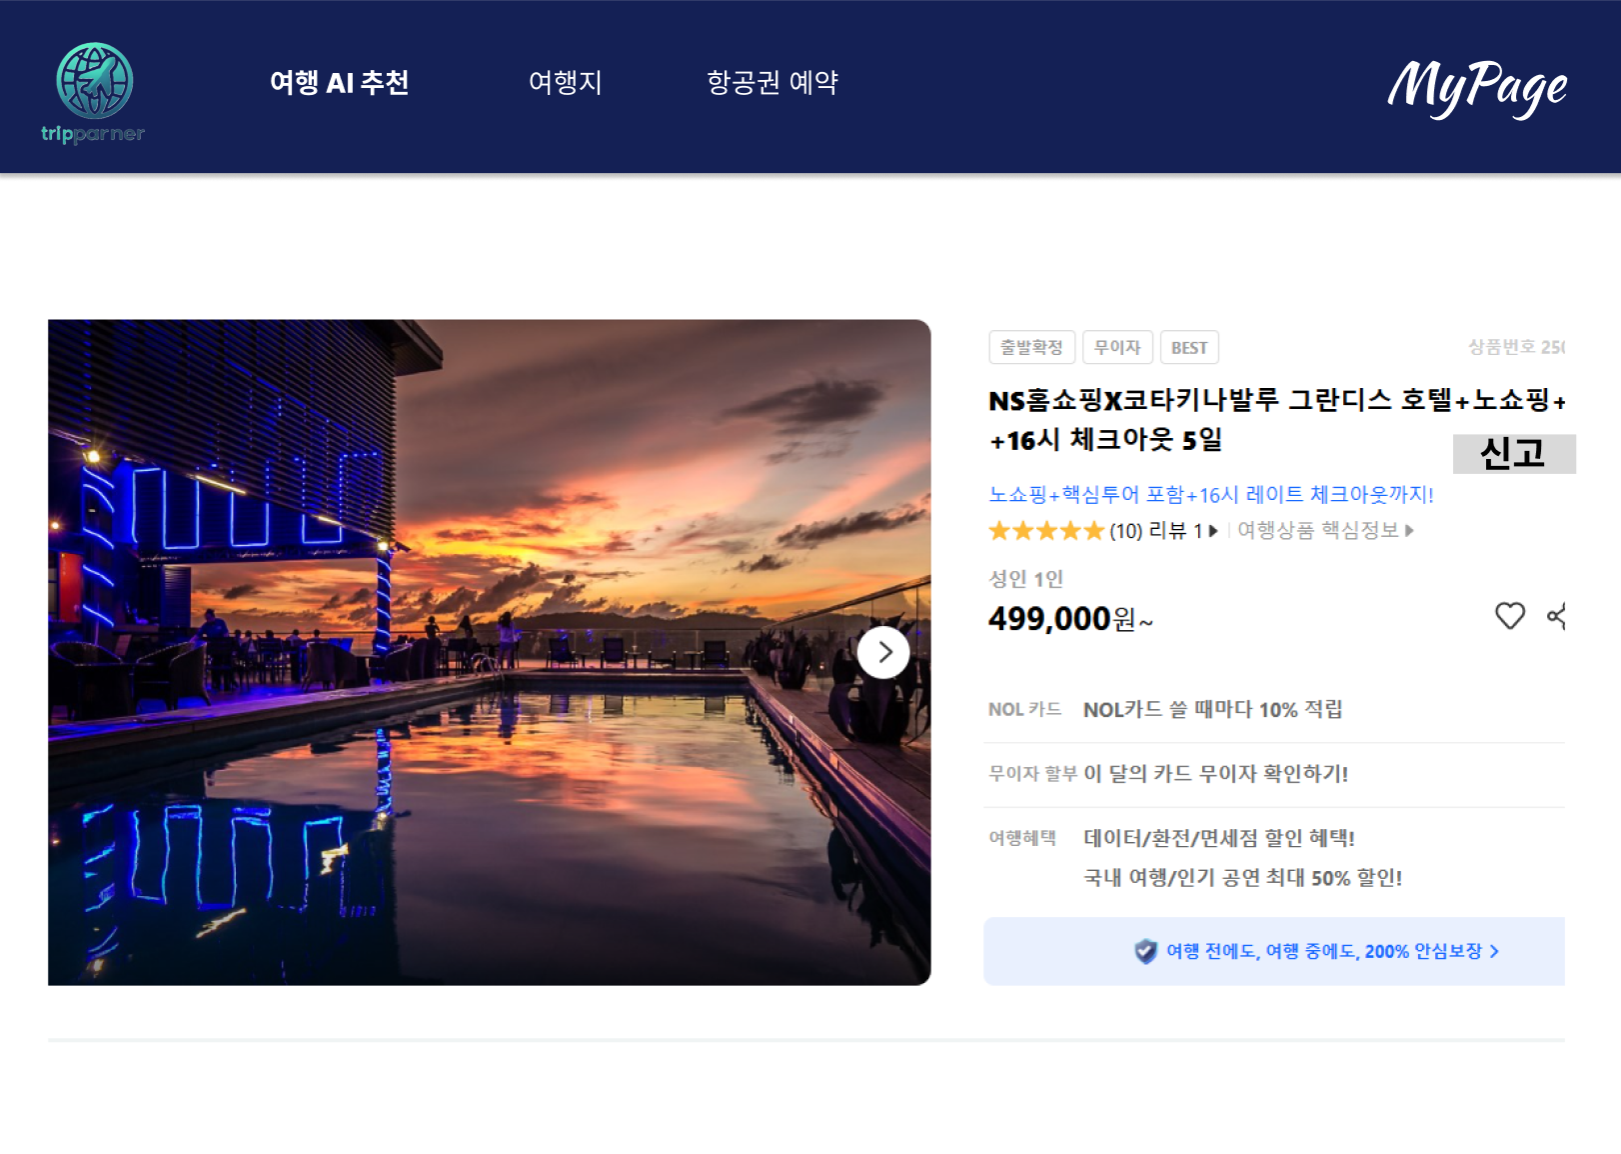 tripparner
여행 AI 추천
여행지
항공권 예약
MyPage
출발확정
무이자
BEST
상품번호 250
NS홈쇼핑X코타키나발루 그란디스 호텔+노쇼핑+
+16시 체크아웃 5일
신고
노쇼핑+핵심투어 포함+16시 레이트 체크아웃까지!
(10) 리뷰 1 여행상품 핵심정보
성인 1인
499,000원~
NOL 카드 NOL카드 쓸 때마다 10% 적립
무이자 할부 이 달의 카드 무이자 확인하기!
여행혜택 데이터/환전/면세점 할인 혜택!
국내 여행/인기 공연 최대 50% 할인!
여행 전에도, 여행 중에도, 200% 안심보장